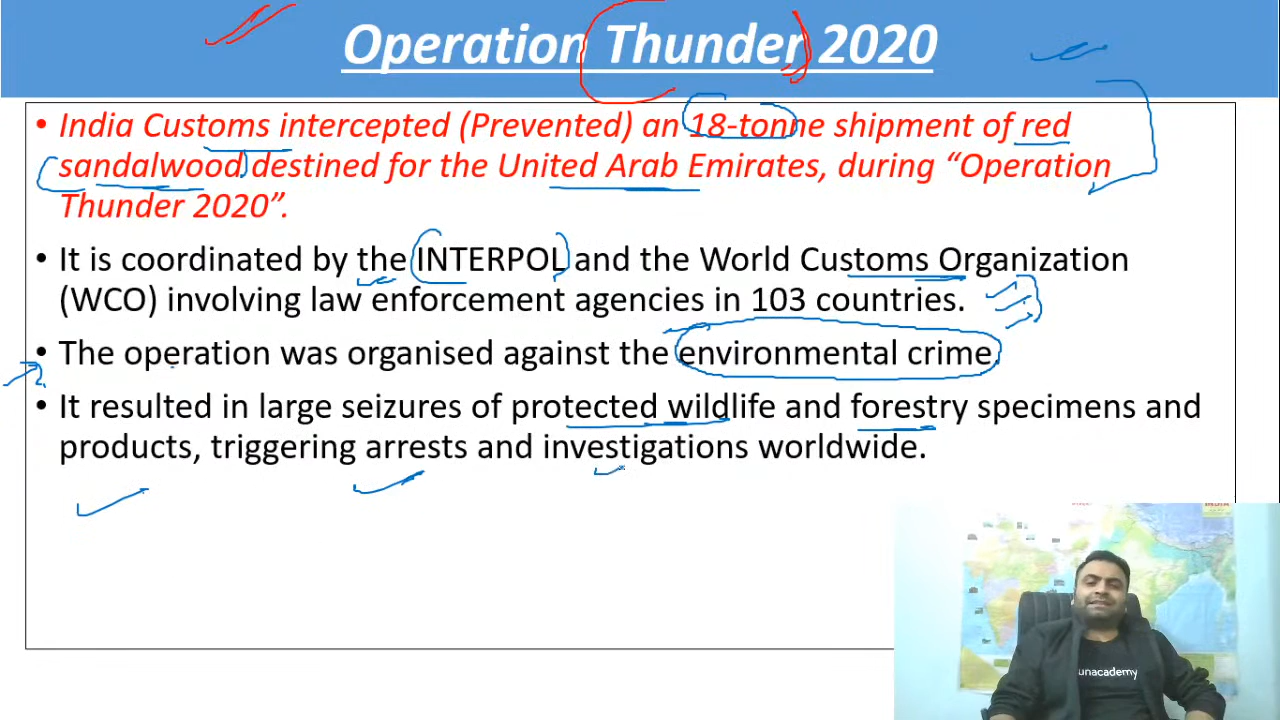 Operation Thunder 2020
• India Customs intercepted (Prevented) an 18-tonne shipment of red
sandalwood destined for the United Arab Emirates, during “Operation
Thunder 2020”.
• It is coordinated by the INTERPOL and the World Customs Organization
(WCO) involving law enforcement agencies in 103 countries.
• The operation was organised against the environmental crime.
• It resulted in large seizures of protected wildlife and forestry specimens and
products, triggering arrests and investigations worldwide.
unacademy